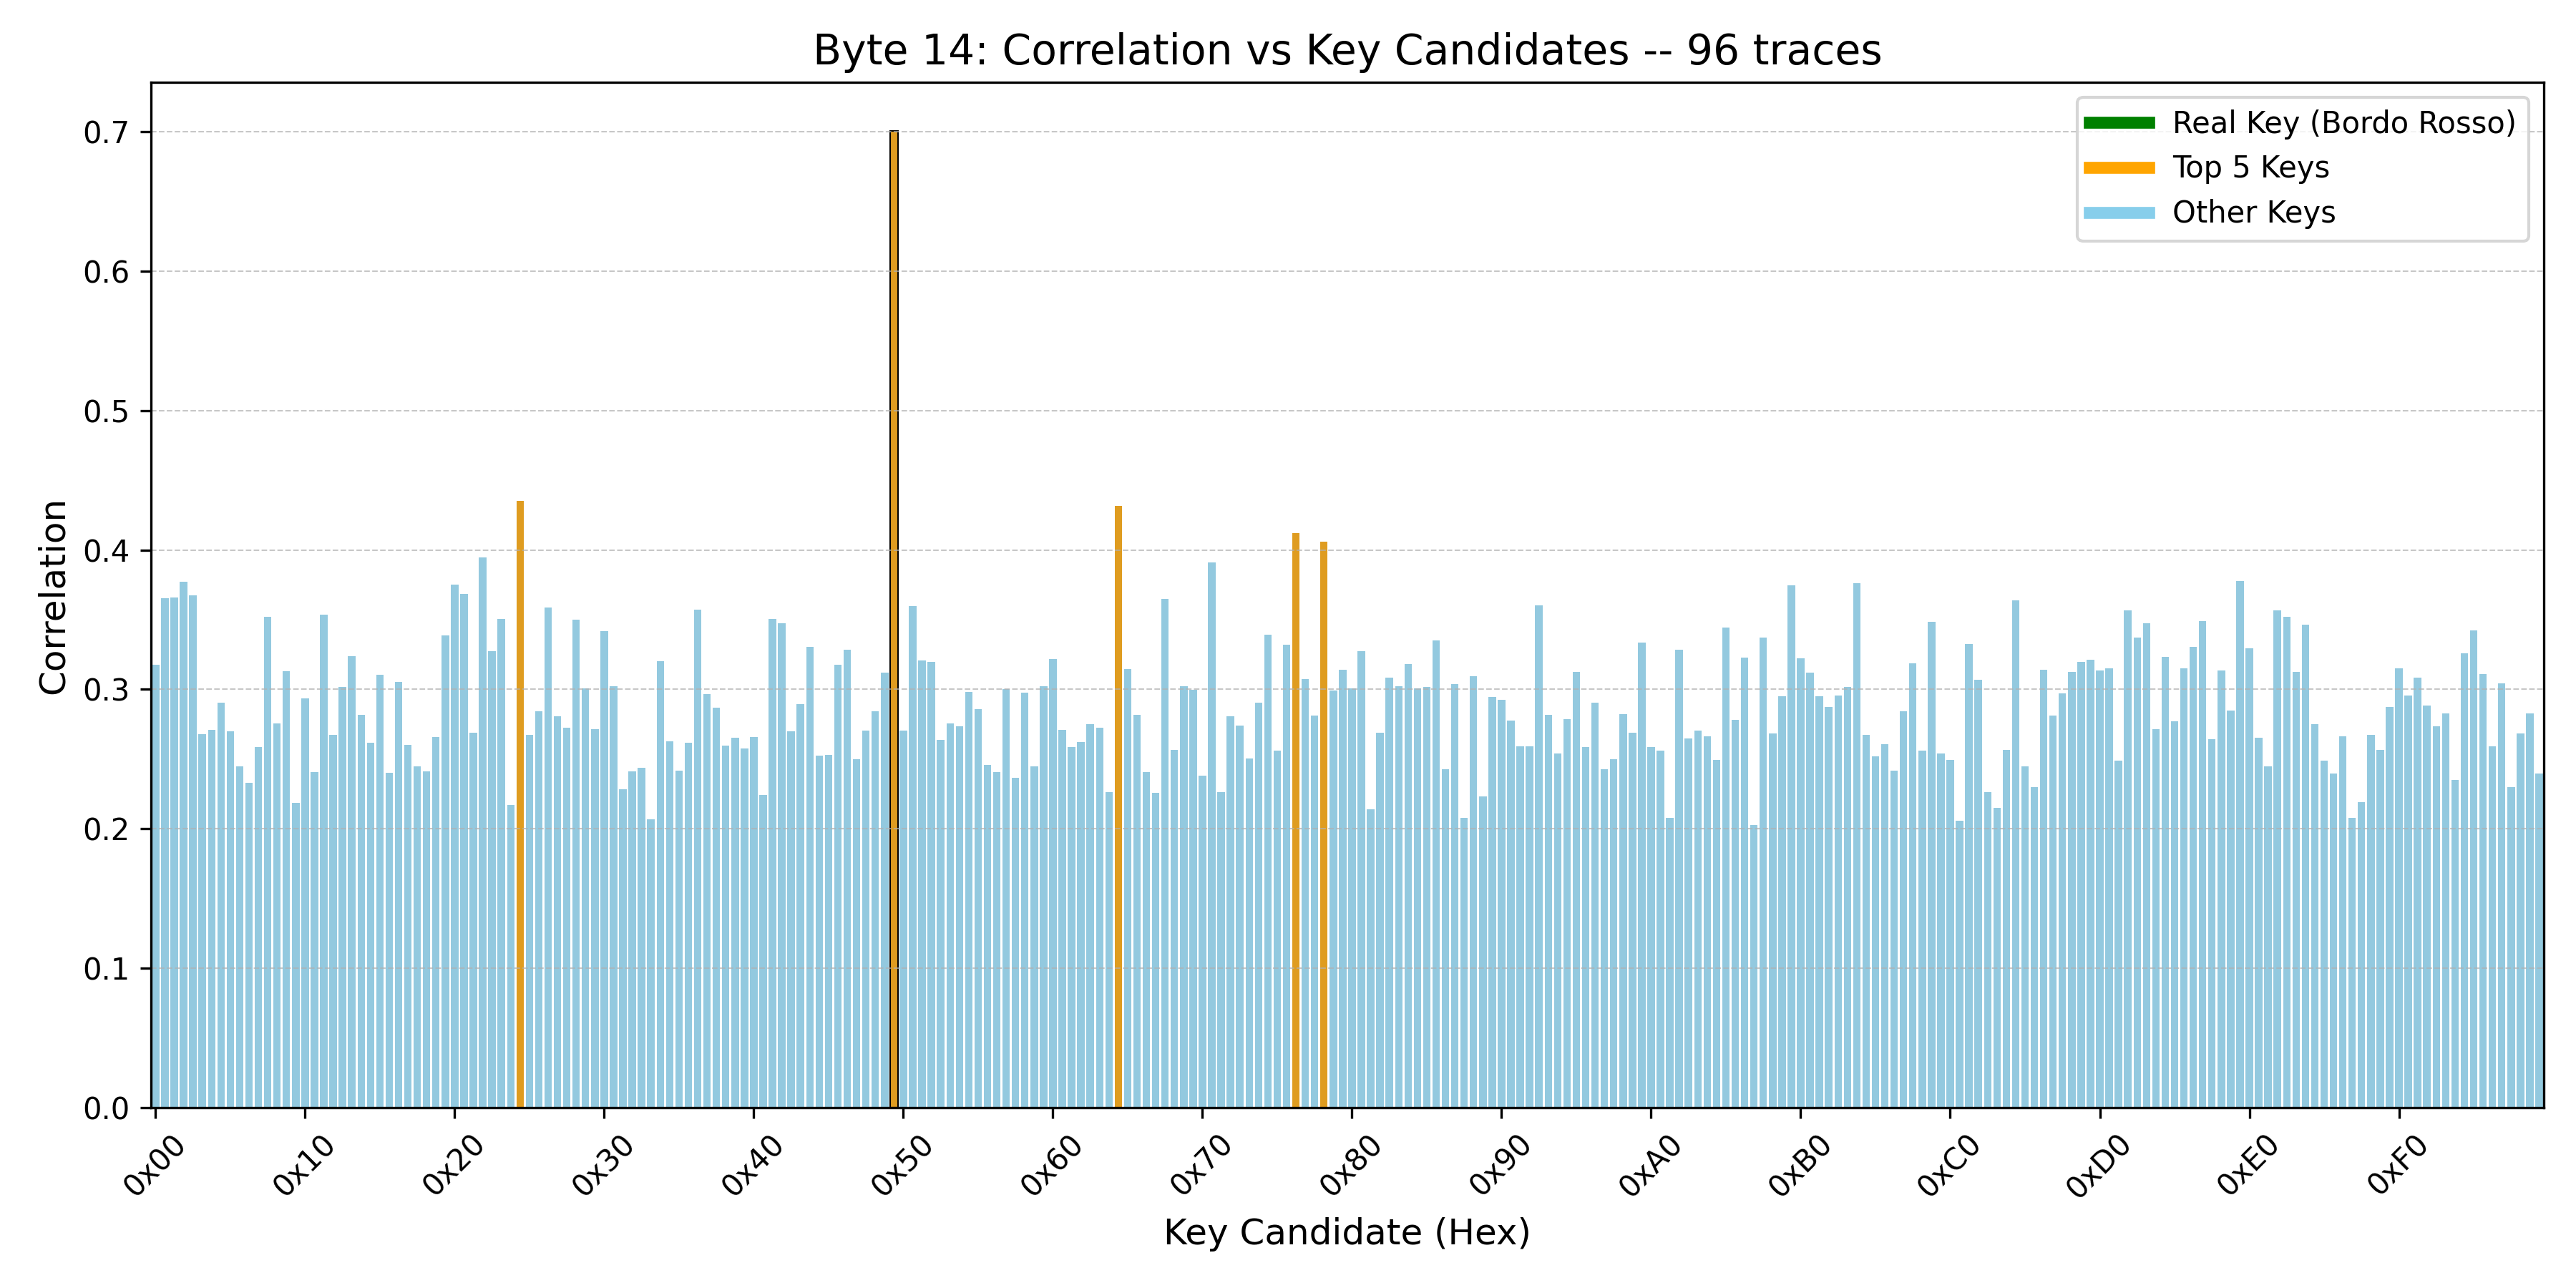 Byte 14: Correlation vs Key Candidates -- 96 traces
Real Key (Bordo Rosso)
Top 5 Keys
Other Keys
Correlation
0.7
0.6
0.5
0.4
0.3
0.2
0.1
0.0
0x00 0x10 0x20 0x30 0x40 0x50 0x60 0x70 0x80 0x90 0xA0 0xB0 0xC0 0xD0 0xE0 0xF0
Key Candidate (Hex)